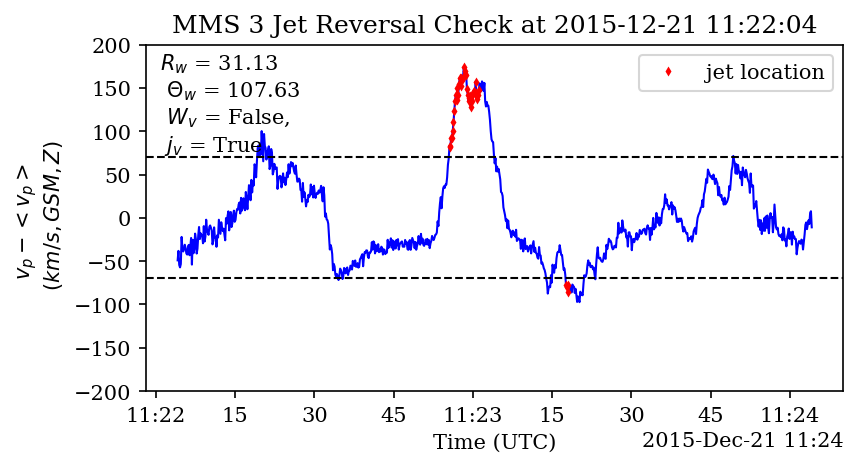 MMS 3 Jet Reversal Check at 2015-12-21 11:22:04
R_w = 31.13
Θ_w = 107.63
W_v = False,
j_v = True
jet location
v_p − <v_p>
(km/s, GSM, Z)
200
150
100
50
0
−50
−100
−150
−200
11:22 15 30 45 11:23 15 30 45 11:24
Time (UTC)
2015-Dec-21 11:24